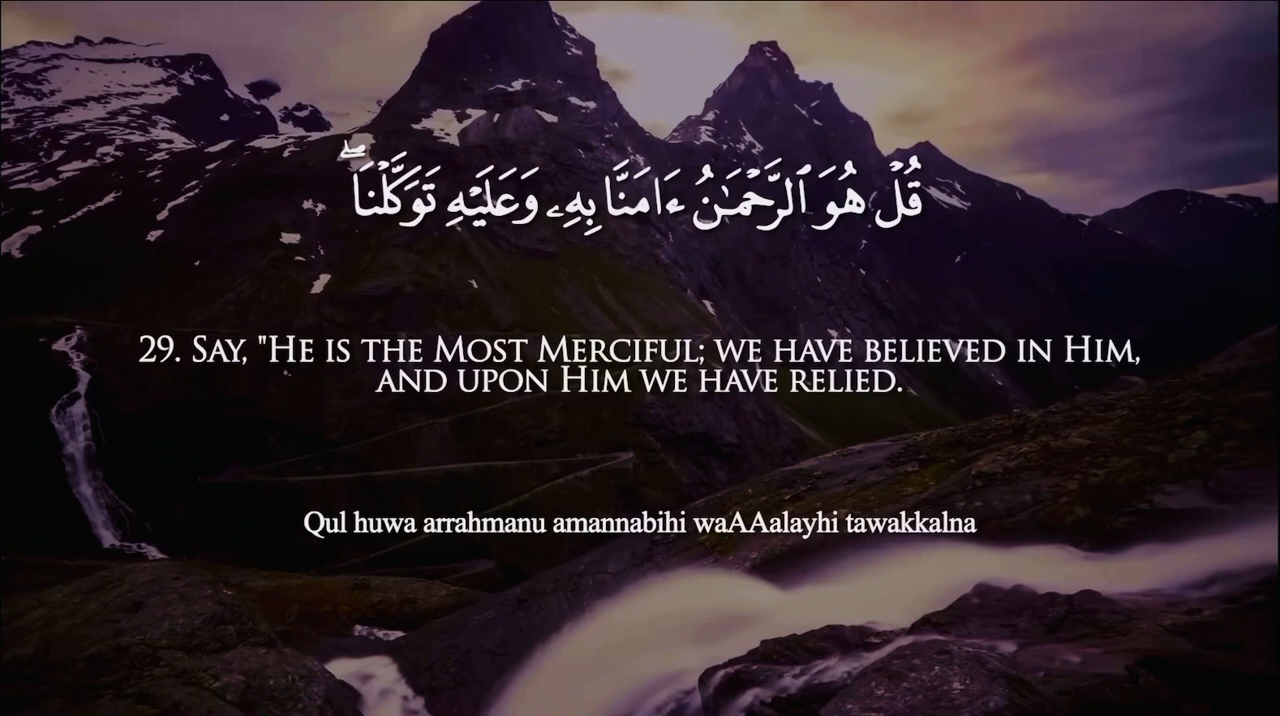 قُلْ هُوَ ٱلرَّحْمَـٰنُ ءَامَنَّا بِهِۦ وَعَلَيْهِ تَوَكَّلْنَا ۖ
29. Say, "He is the Most Merciful; we have believed in Him,
and upon Him we have relied.
Qul huwa arrahmanu amannabihi waAAalayhi tawakkalna